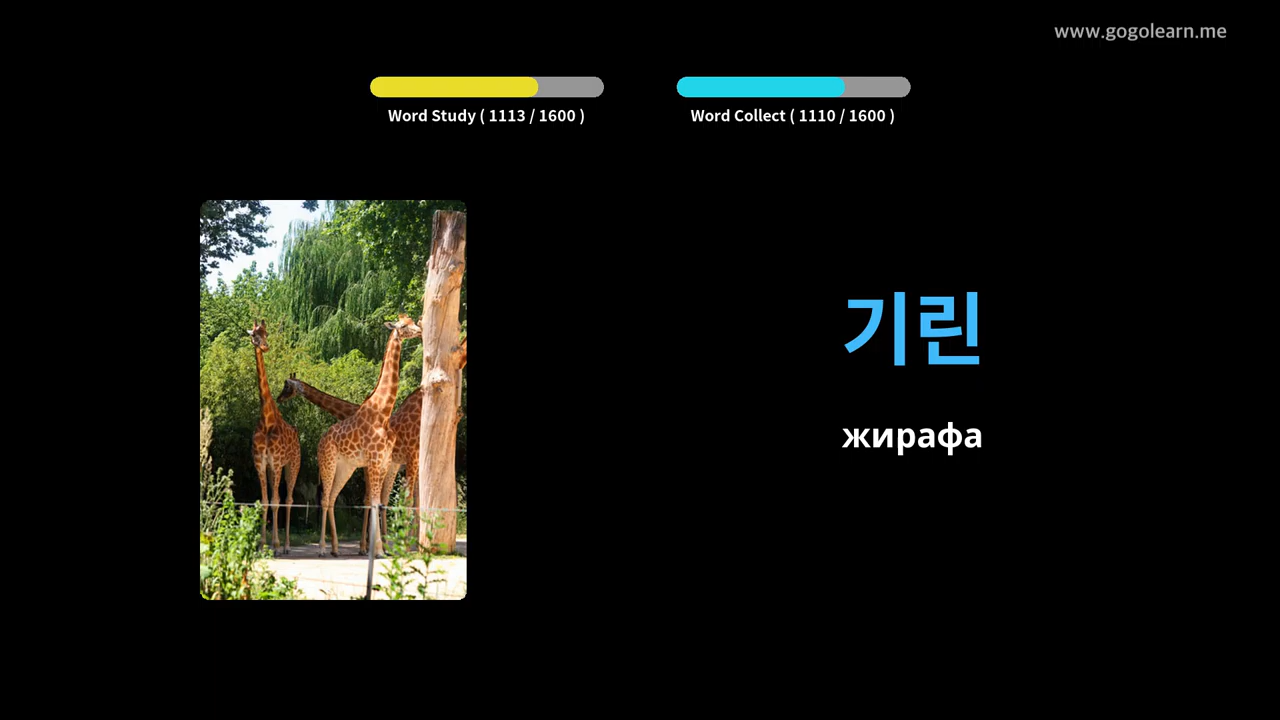 www.gogolearn.me
Word Study ( 1113 / 1600 )
Word Collect ( 1110 / 1600 )
기린
жирафа